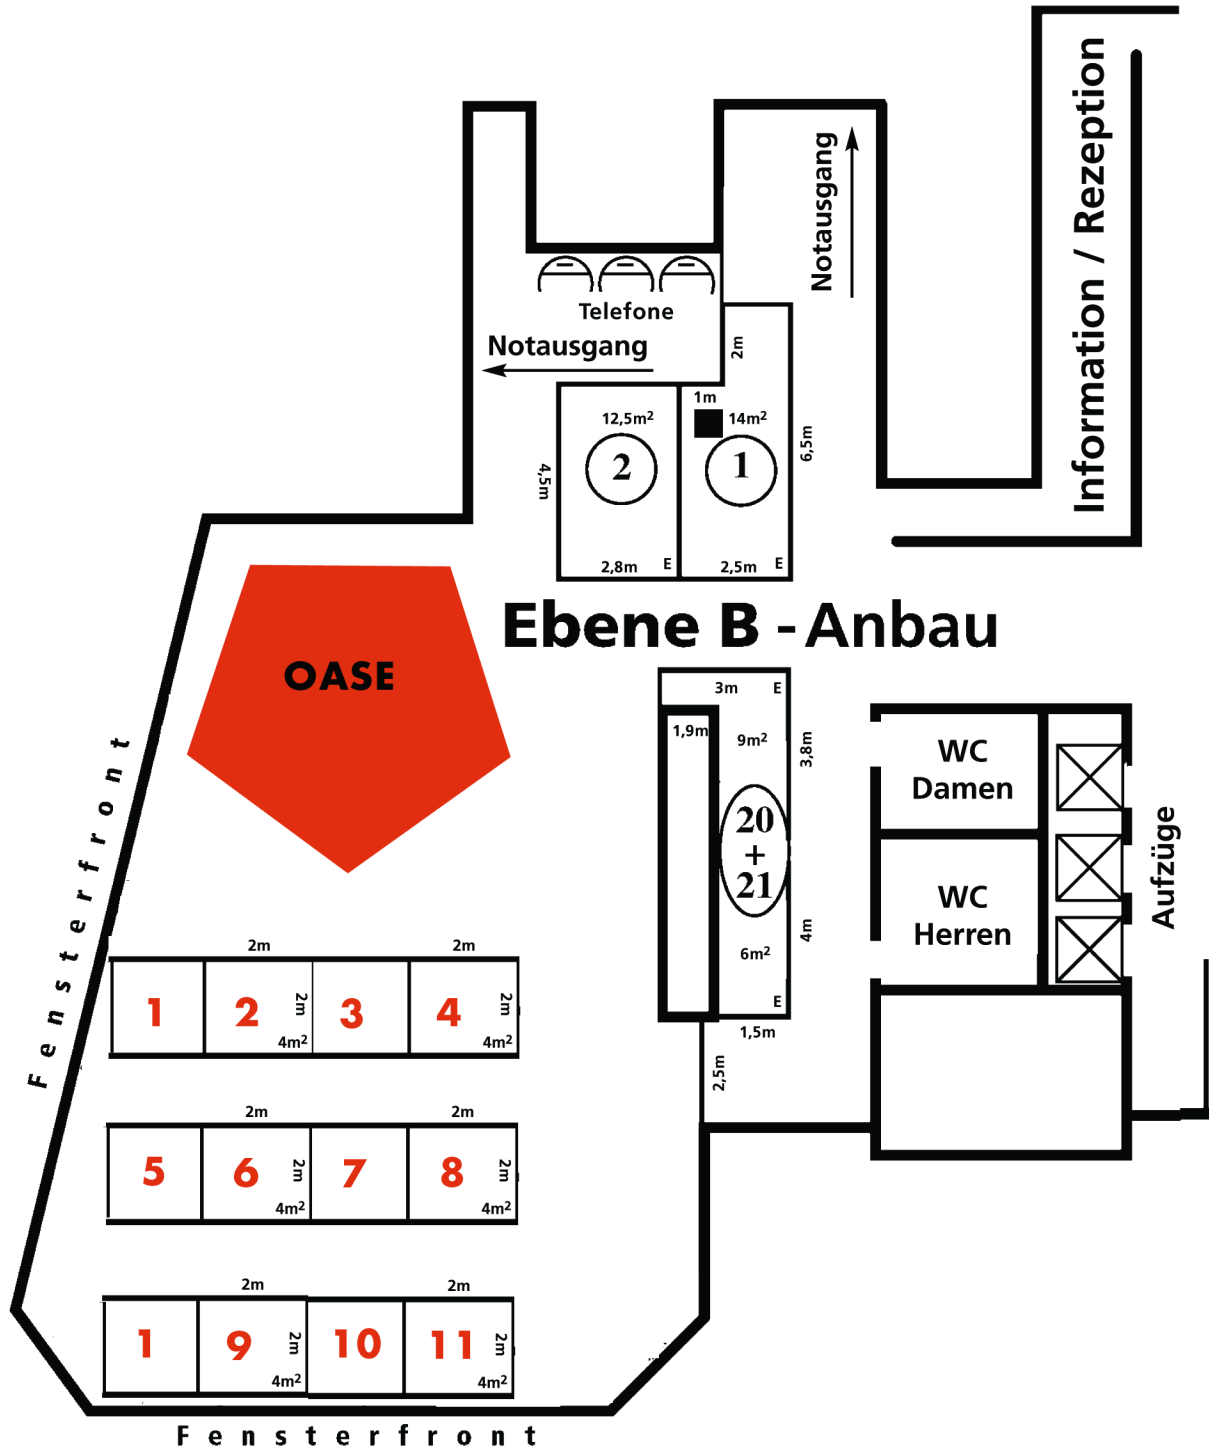 Information / Rezeption
Notausgang
Telefone
Notausgang
2m
1m
12,5m²
14m²
6,5m
2
1
4,5m
2,8m
E
2,5m
E
OASE
Ebene B - Anbau
3m
E
1,9m
9m²
3,8m
20
+
21
4m
6m²
E
1,5m
2,5m
WC
Damen
WC
Herren
Aufzüge
Fensterfront
2m
2m
1
2
2m
3
4
2m
4m²
4m²
2m
2m
5
6
2m
7
8
2m
4m²
4m²
2m
2m
1
9
2m
10
11
2m
4m²
4m²
Fensterfront